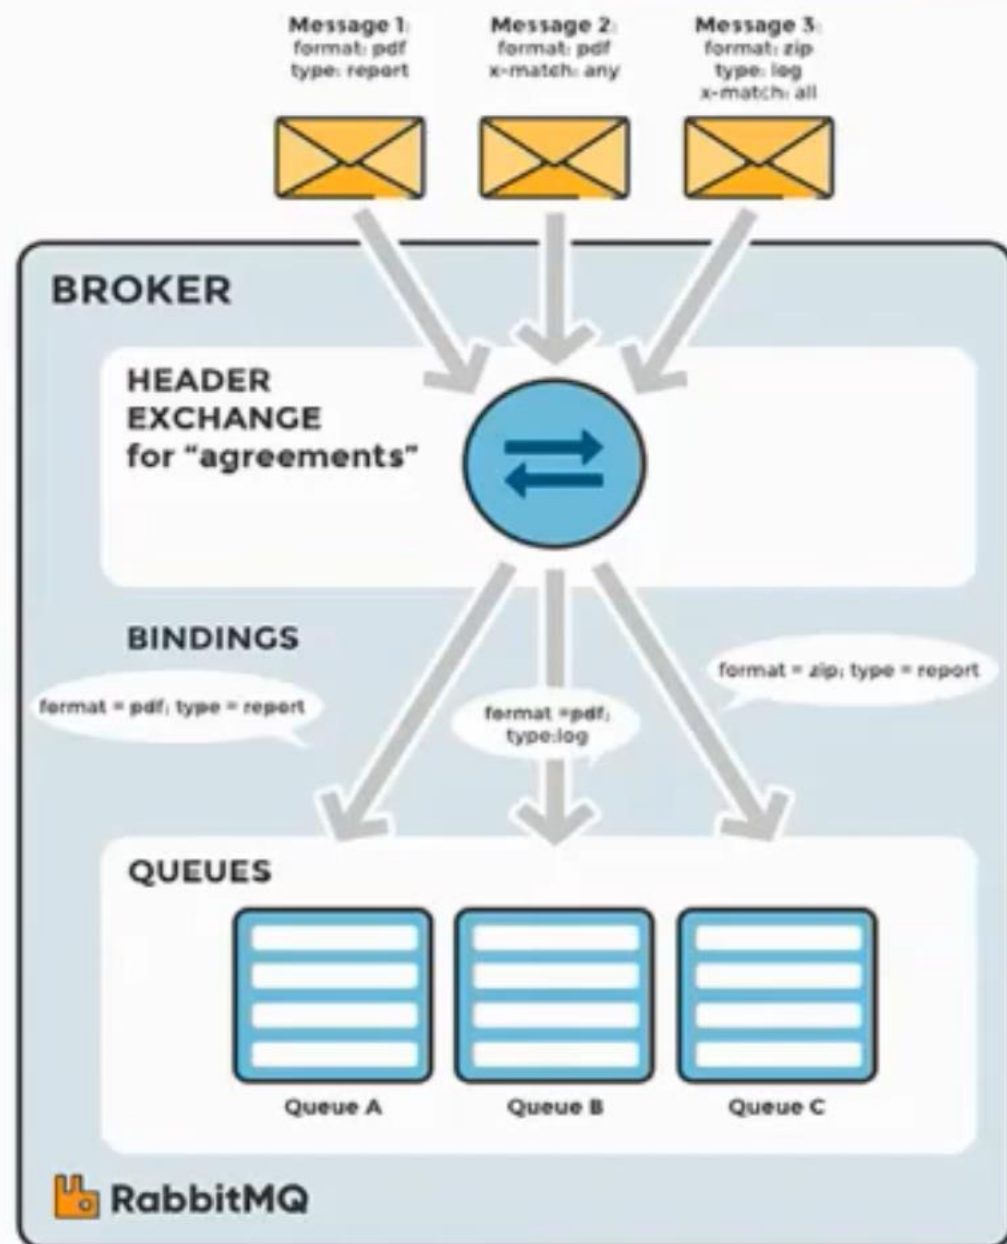 Message 1:
format: pdf
type: report
Message 2:
format: pdf
x-match: any
Message 3:
format: zip
type: log
x-match: all
BROKER
HEADER
EXCHANGE
for “agreements”
BINDINGS
format = pdf; type = report
format =pdf;
type:log
format = zip; type = report
QUEUES
Queue A
Queue B
Queue C
RabbitMQ